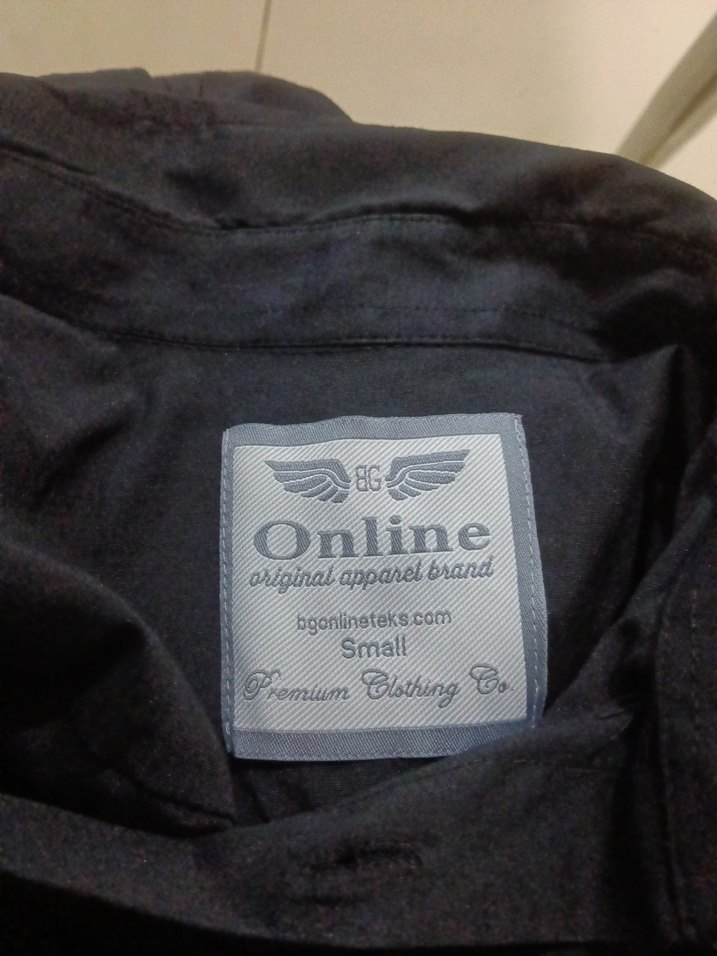 BG
Online
original apparel brand
bgonlineteks.com
Small
Premium Clothing Co.